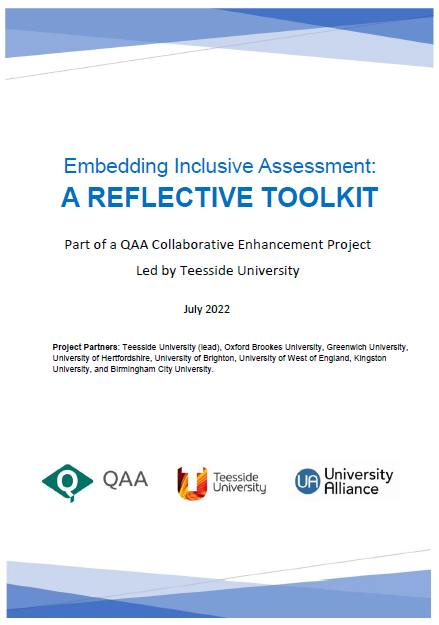 Embedding Inclusive Assessment:
A REFLECTIVE TOOLKIT
Part of a QAA Collaborative Enhancement Project
Led by Teesside University
July 2022
Project Partners: Teesside University (lead), Oxford Brookes University, Greenwich University,
University of Hertfordshire, University of Brighton, University of West of England, Kingston
University, and Birmingham City University.
QAA
Teesside
University
UA
University
Alliance